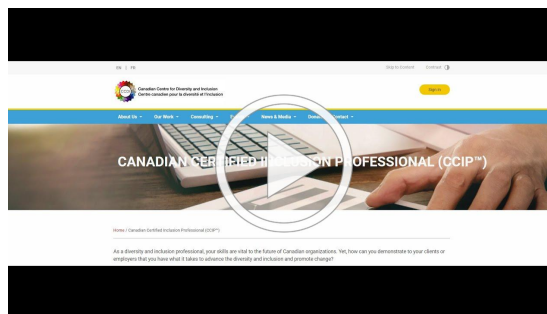 EN | FR
Skip to Content Contrast
Canadian Centre for Diversity and Inclusion
Centre canadien pour la diversité et l'inclusion
Sign In
About Us Our Work Consulting News & Media Contact
CANADIAN CERTIFIED INCLUSION PROFESSIONAL (CCIP™)
Home | Canadian Certified Inclusion Professional (CCIP™)
As a diversity and inclusion professional, your skills are vital to the future of Canadian organizations. Yet, how can you demonstrate to your clients or
employers that you have what it takes to advance the diversity and inclusion and promote change?